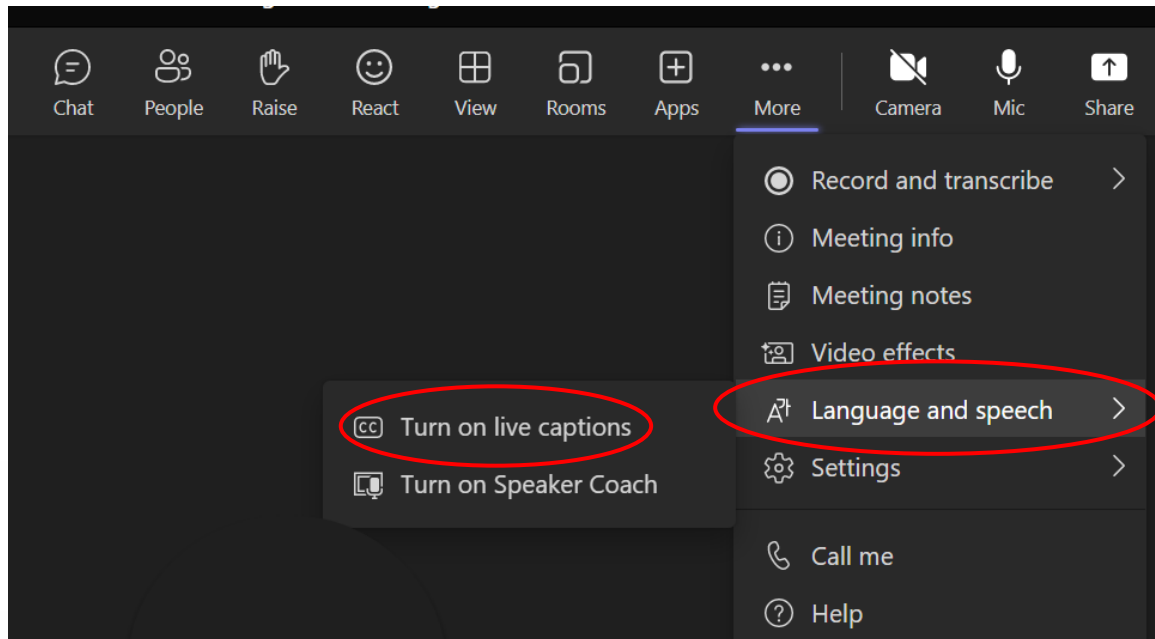 Chat People Raise React View Rooms Apps More Camera Mic Share
Record and transcribe
Meeting info
Meeting notes
Video effects
Language and speech
Settings
Call me
Help
CC Turn on live captions
Turn on Speaker Coach